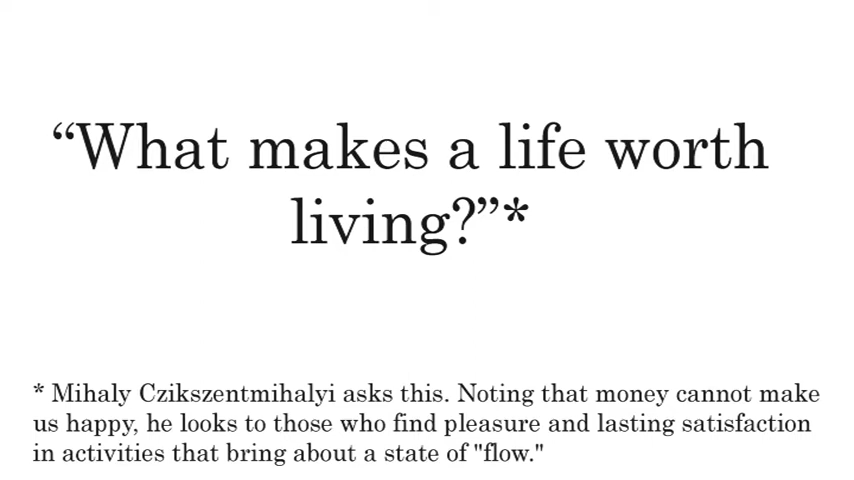 “What makes a life worth
living?”*
* Mihaly Czikszentmihalyi asks this. Noting that money cannot make
us happy, he looks to those who find pleasure and lasting satisfaction
in activities that bring about a state of "flow."